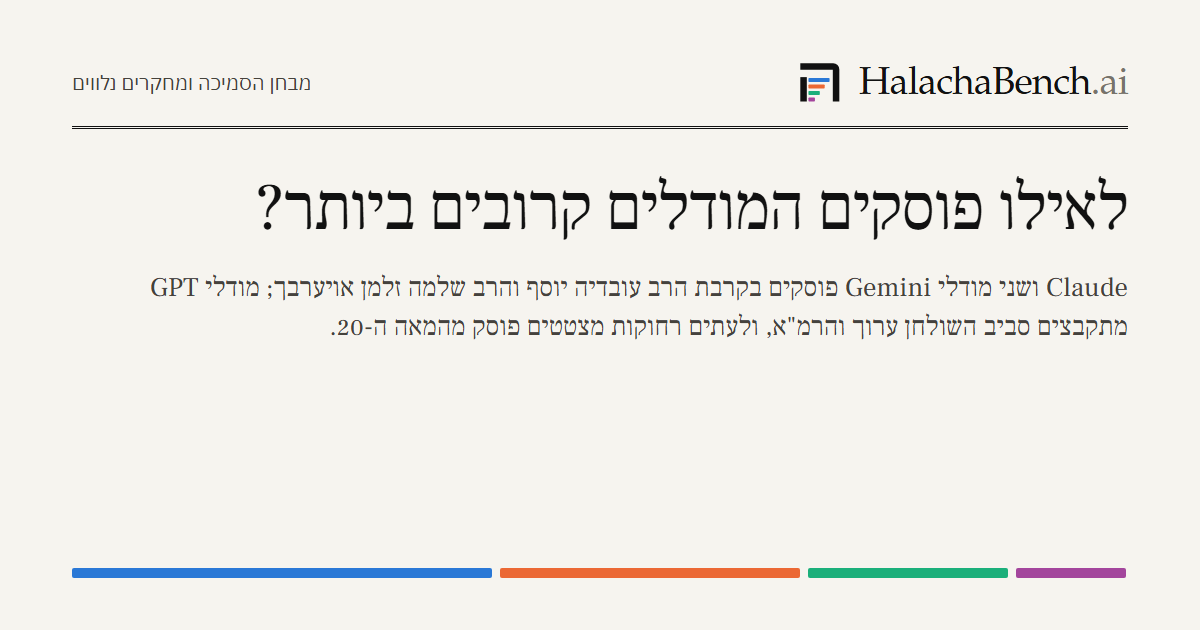 HalachaBench.ai
מבחן הסמיכה ומחקרים נלווים
לאילו פוסקים המודלים קרובים ביותר?
Claude ושני מודלי Gemini פוסקים בקרבת הרב עובדיה יוסף והרב שלמה זלמן אויערבך; מודלי GPT
מתקבצים סביב השולחן ערוך והרמ"א, ולעתים רחוקות מצטטים פוסק מהמאה ה-20.